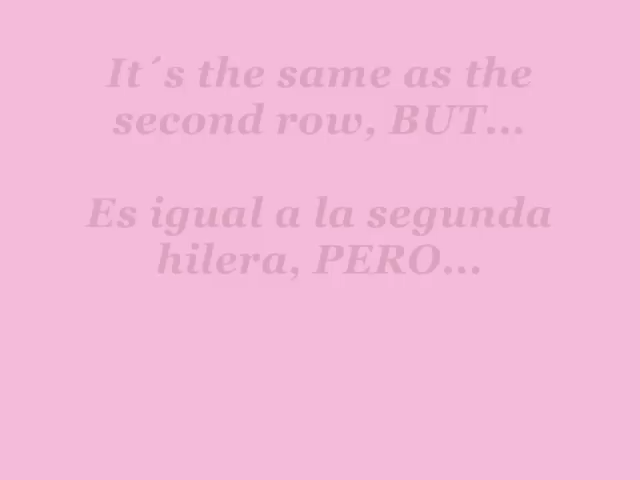 It´s the same as the
second row, BUT...
Es igual a la segunda
hilera, PERO...